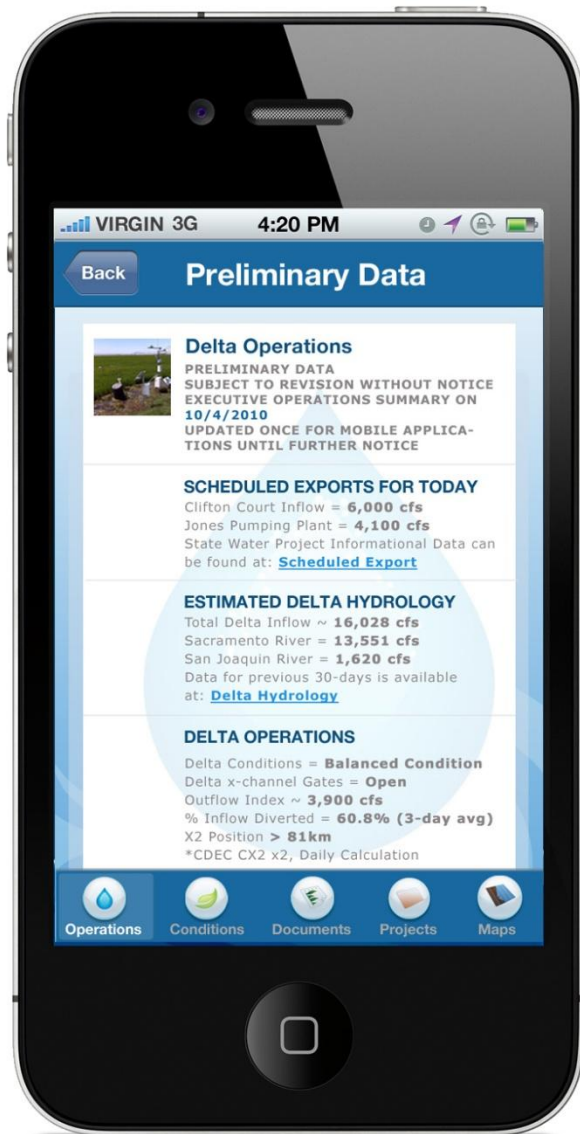 VIRGIN 3G 4:20 PM
Back
Preliminary Data
Delta Operations
PRELIMINARY DATA
SUBJECT TO REVISION WITHOUT NOTICE
EXECUTIVE OPERATIONS SUMMARY ON
10/4/2010
UPDATED ONCE FOR MOBILE APPLICA-
TIONS UNTIL FURTHER NOTICE
SCHEDULED EXPORTS FOR TODAY
Clifton Court Inflow = 6,000 cfs
Jones Pumping Plant = 4,100 cfs
State Water Project Informational Data can
be found at: Scheduled Export
ESTIMATED DELTA HYDROLOGY
Total Delta Inflow ~ 16,028 cfs
Sacramento River = 13,551 cfs
San Joaquin River = 1,620 cfs
Data for previous 30-days is available
at: Delta Hydrology
DELTA OPERATIONS
Delta Conditions = Balanced Condition
Delta x-channel Gates = Open
Outflow Index ~ 3,900 cfs
% Inflow Diverted = 60.8% (3-day avg)
X2 Position > 81km
*CDEC CX2 x2, Daily Calculation
Operations
Conditions
Documents
Projects
Maps